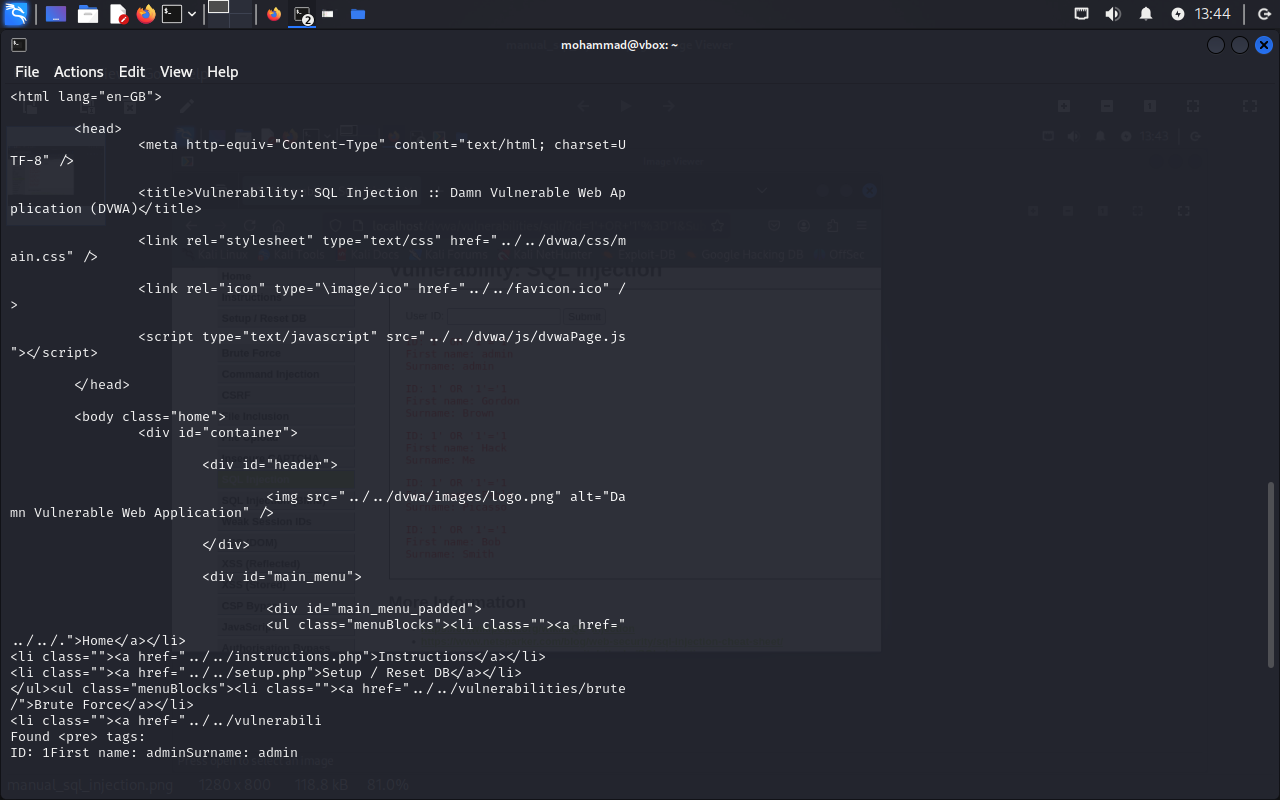 2
13:44
manual_sql_injection.png
mohammad@vbox: ~
File Actions Edit View Help
<html lang="en-GB">
<head>
<meta http-equiv="Content-Type" content="text/html; charset=U
TF-8" />
<title>Vulnerability: SQL Injection :: Damn Vulnerable Web Ap
plication (DVWA)</title>
<link rel="stylesheet" type="text/css" href="../../dvwa/css/m
ain.css" />
<link rel="icon" type="\image/ico" href="../../favicon.ico" /
>
<script type="text/javascript" src="../../dvwa/js/dvwaPage.js
"></script>
</head>
<body class="home">
<div id="container">
<div id="header">
<img src="../../dvwa/images/logo.png" alt="Da
mn Vulnerable Web Application" />
</div>
<div id="main_menu">
<div id="main_menu_padded">
<ul class="menuBlocks"><li class=""><a href="
../../.">Home</a></li>
<li class=""><a href="../../instructions.php">Instructions</a></li>
<li class=""><a href="../../setup.php">Setup / Reset DB</a></li>
</ul><ul class="menuBlocks"><li class=""><a href="../../vulnerabilities/brute
/">Brute Force</a></li>
<li class=""><a href="../../vulnerabili
Found <pre> tags:
ID: 1First name: adminSurname: admin
manual_sql_injection.png 1280 x 800 118.8 kB 81.0%